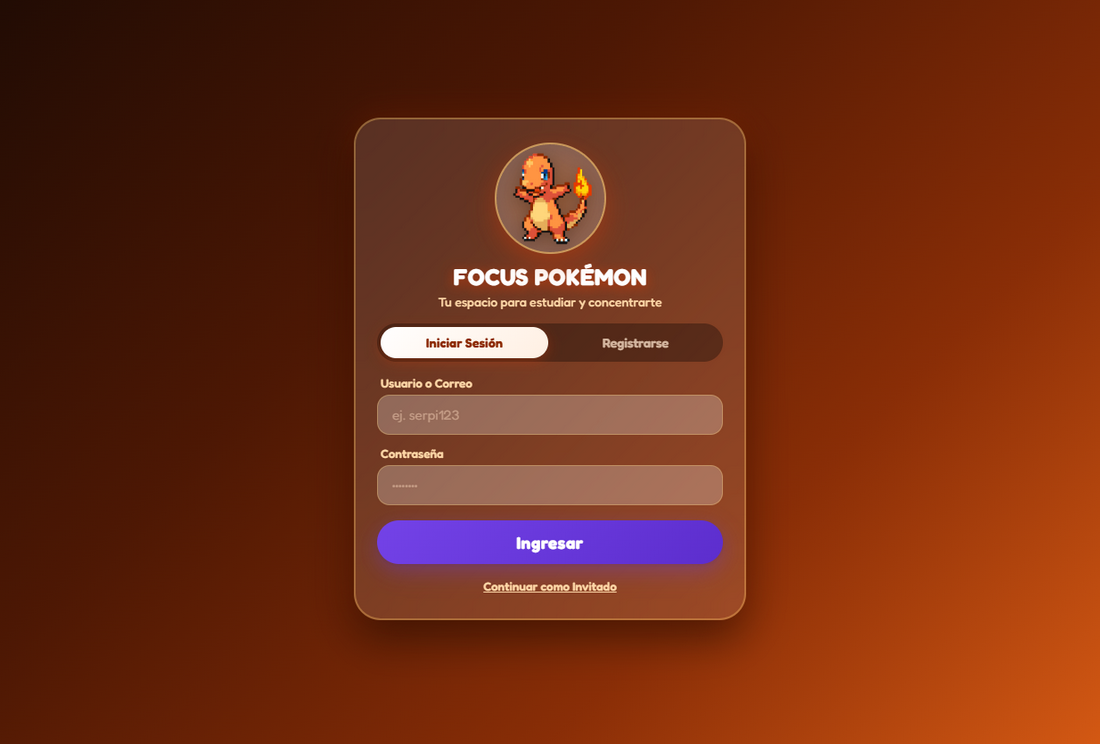 FOCUS POKÉMON
Tu espacio para estudiar y concentrarte
Iniciar Sesión
Registrarse
Usuario o Correo
ej. serpi123
Contraseña
••••••••
Ingresar
Continuar como Invitado